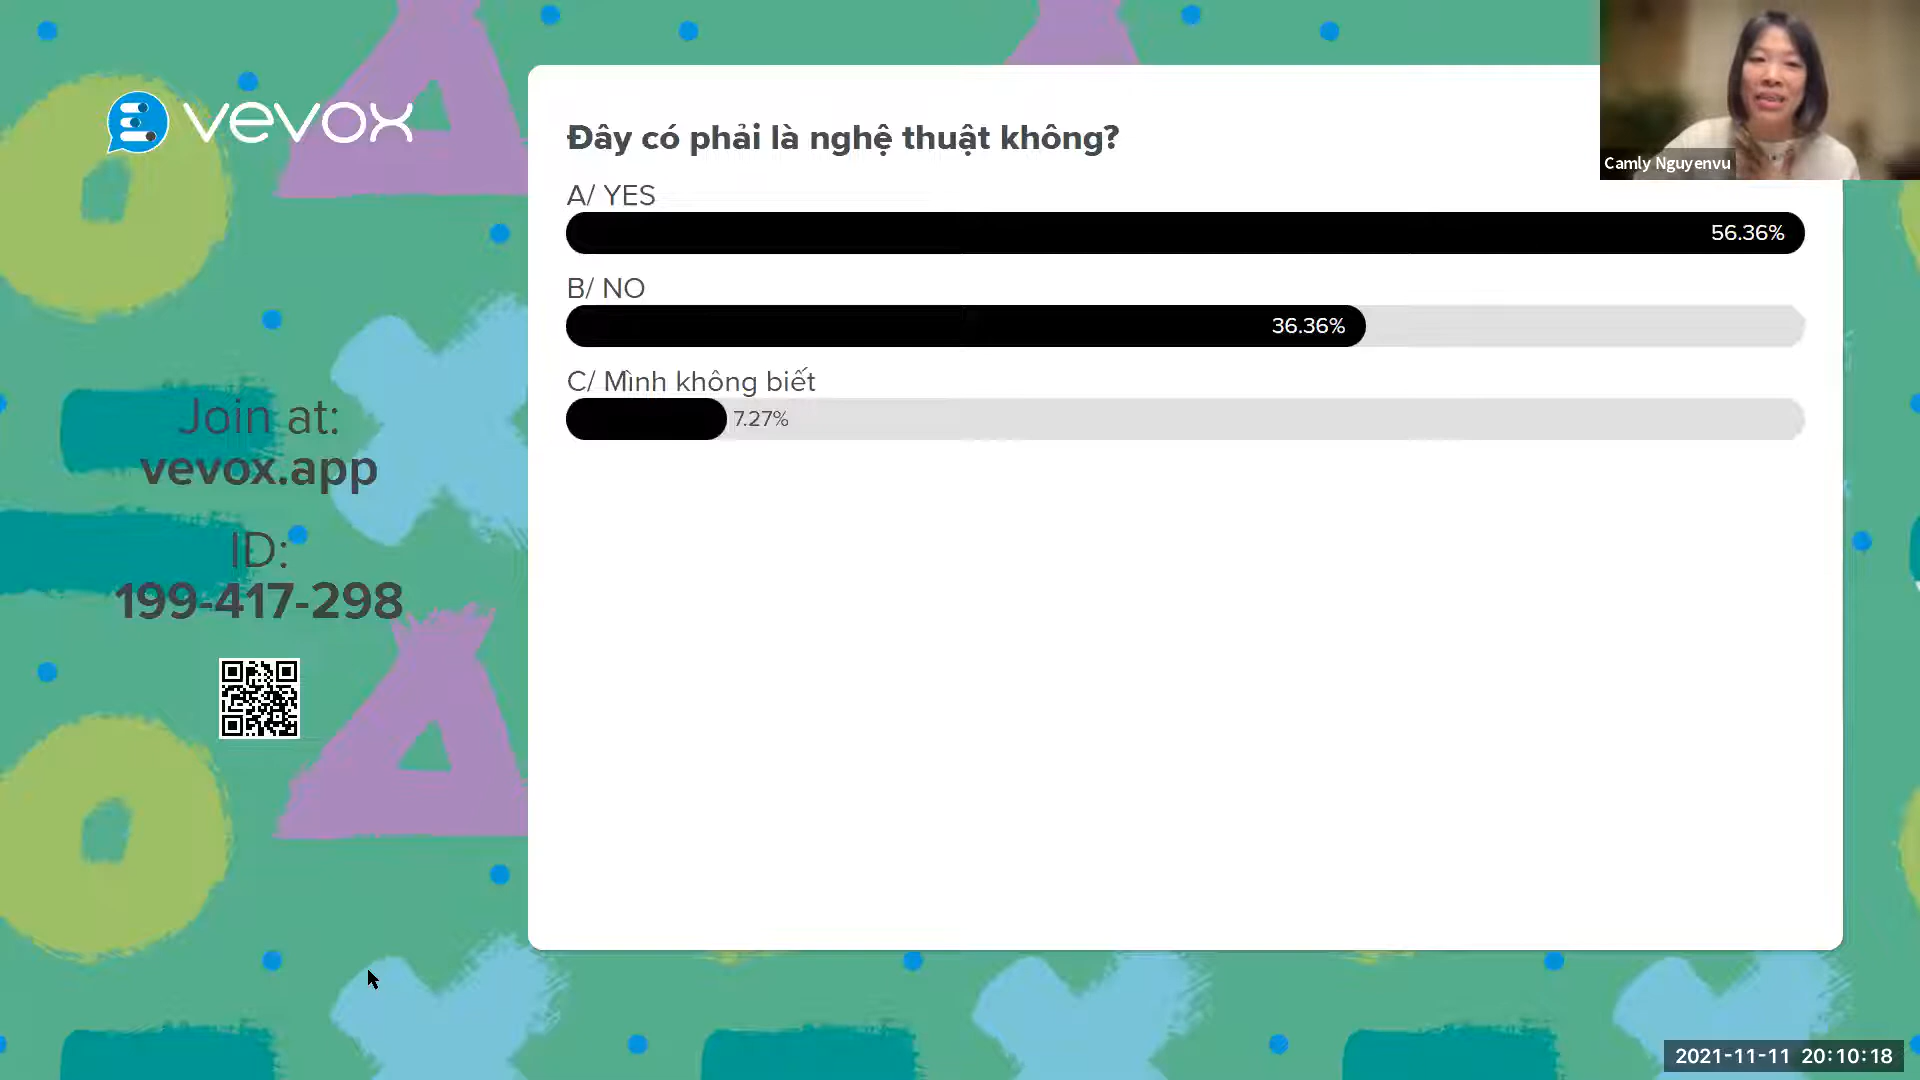 vevox
Đây có phải là nghệ thuật không?
A/ YES
56.36%
B/ NO
36.36%
C/ Mình không biết
7.27%
Join at:
vevox.app
ID:
199-417-298
Camly Nguyenvu
2021-11-11 20:10:18